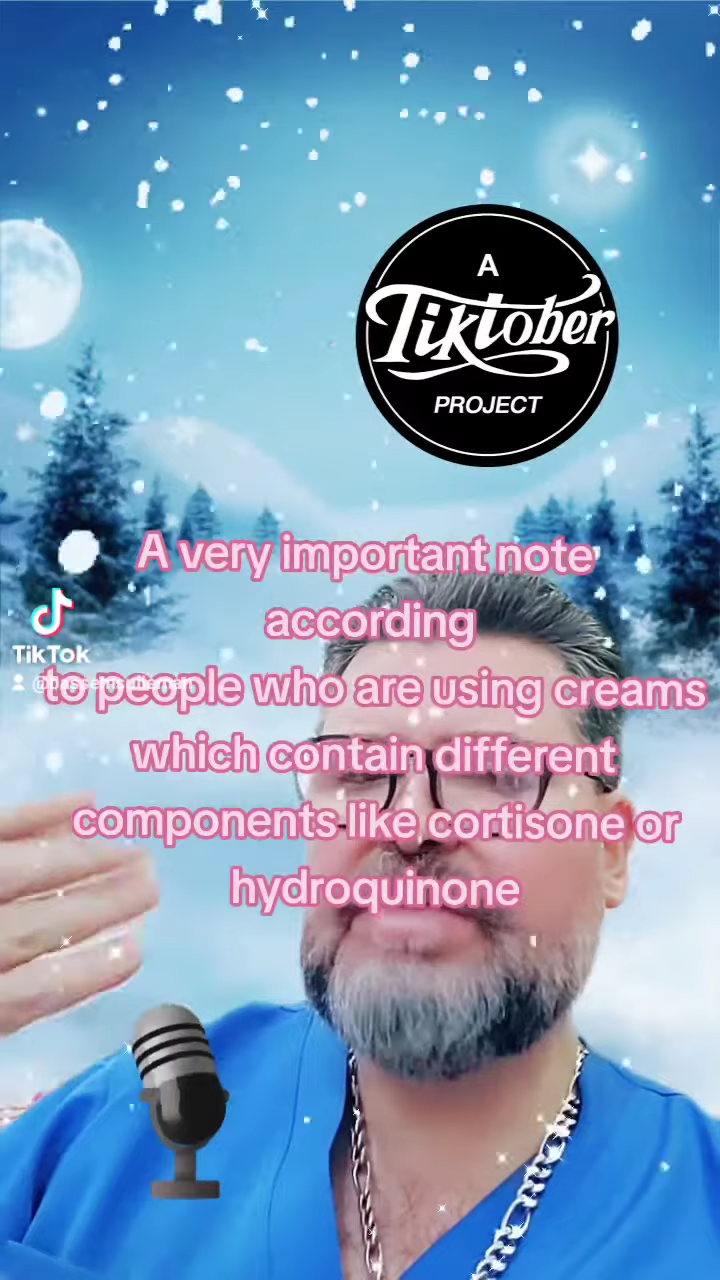 A
Tiktober
PROJECT
A very important note
according
TikTok
to people who are using creams
which contain different
components like cortisone or
hydroquinone